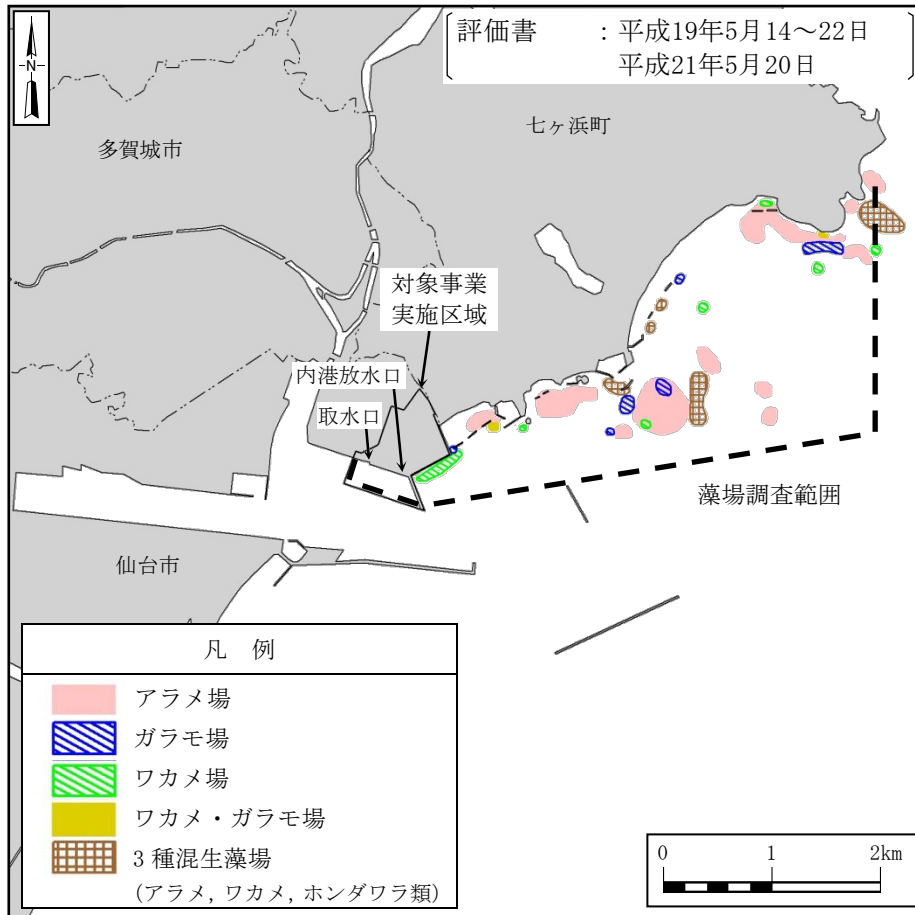 評価書 : 平成19年5月14～22日
平成21年5月20日
N
七ヶ浜町
多賀城市
対象事業
実施区域
内港放水口
取水口
藻場調査範囲
仙台市
凡 例
アラメ場
ガラモ場
ワカメ場
ワカメ・ガラモ場
3種混生藻場
(アラメ, ワカメ, ホンダワラ類)
0 1 2km